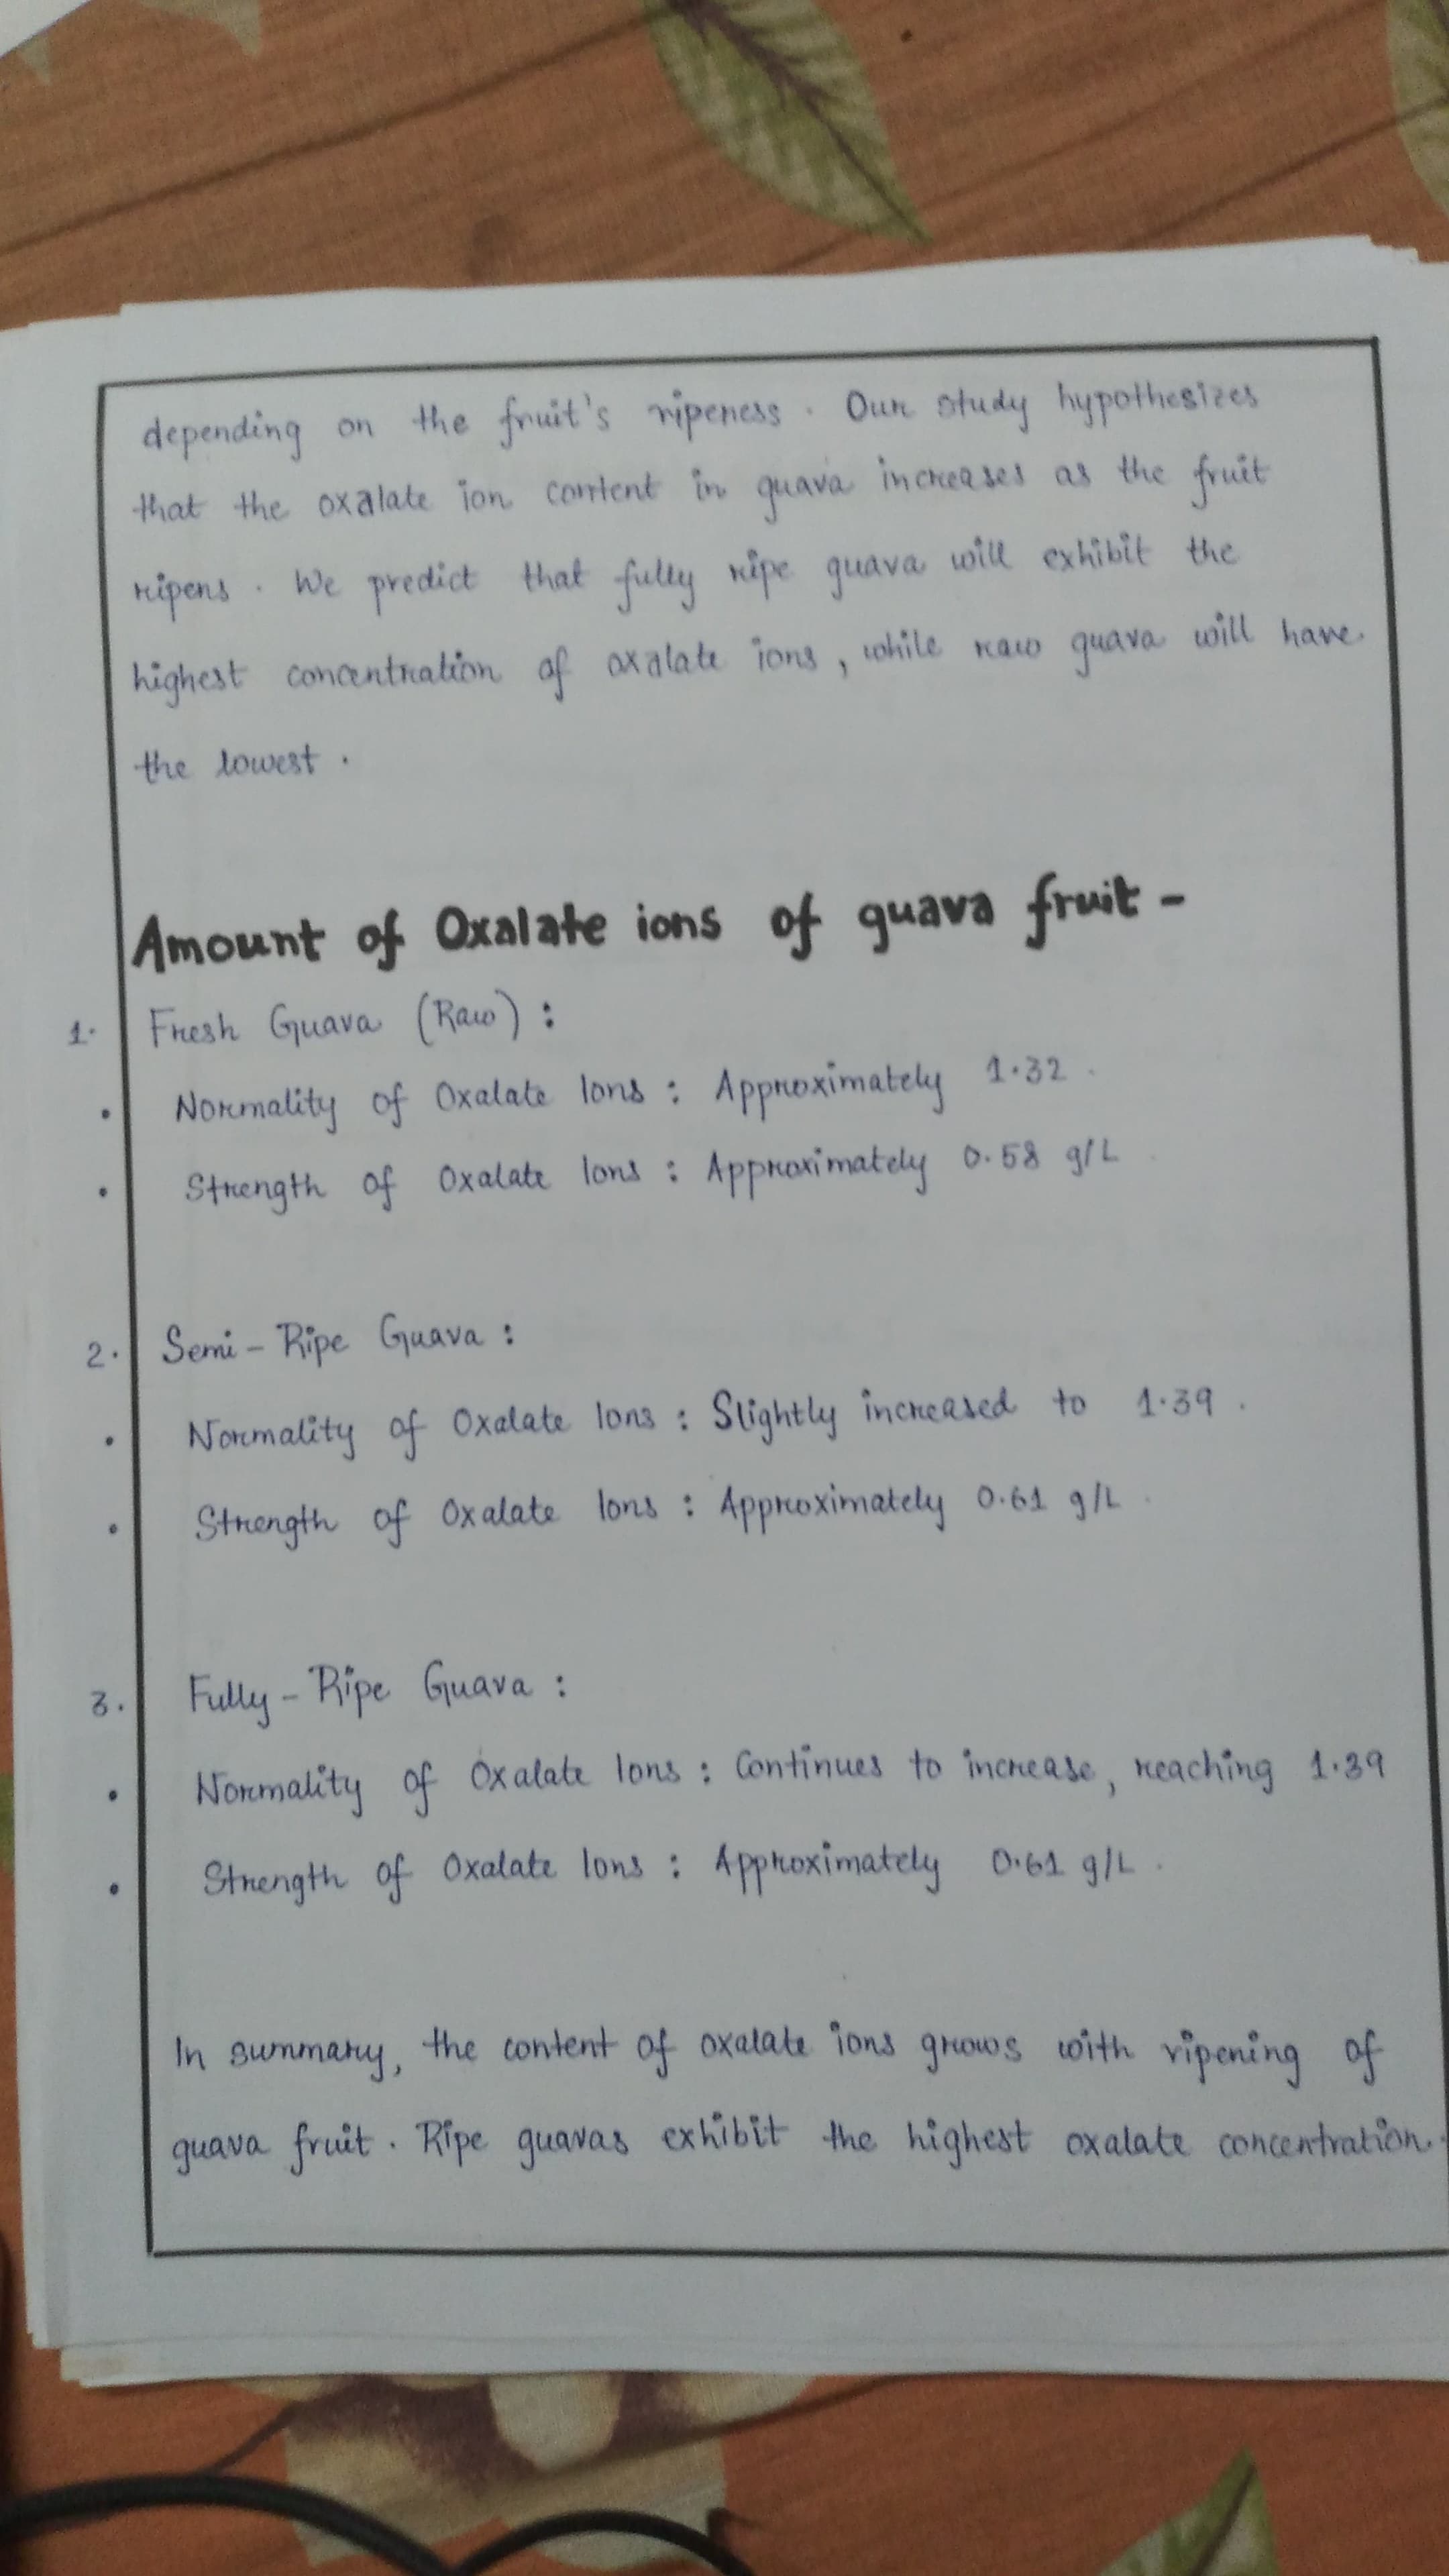 depending on the fruit's ripeness. Our study hypothesizes
that the oxalate ion content in guava increases as the fruit
ripens. We predict that fully ripe guava will exhibit the
highest concentration of oxalate ions, while raw guava will have
the lowest.
Amount of Oxalate ions of guava fruit-
1. Fresh Guava (Raw):
• Normality of Oxalate Ions: Approximately 1.32.
• Strength of Oxalate Ions: Approximately 0.58 g/L
2. Semi-Ripe Guava:
• Normality of Oxalate Ions: Slightly increased to 1.39.
• Strength of Oxalate Ions: Approximately 0.61 g/L.
3. Fully-Ripe Guava:
• Normality of Oxalate Ions: Continues to increase, reaching 1.39
• Strength of Oxalate Ions: Approximately 0.61 g/L.
In summary, the content of oxalate ions grows with ripening of
guava fruit. Ripe guavas exhibit the highest oxalate concentration.